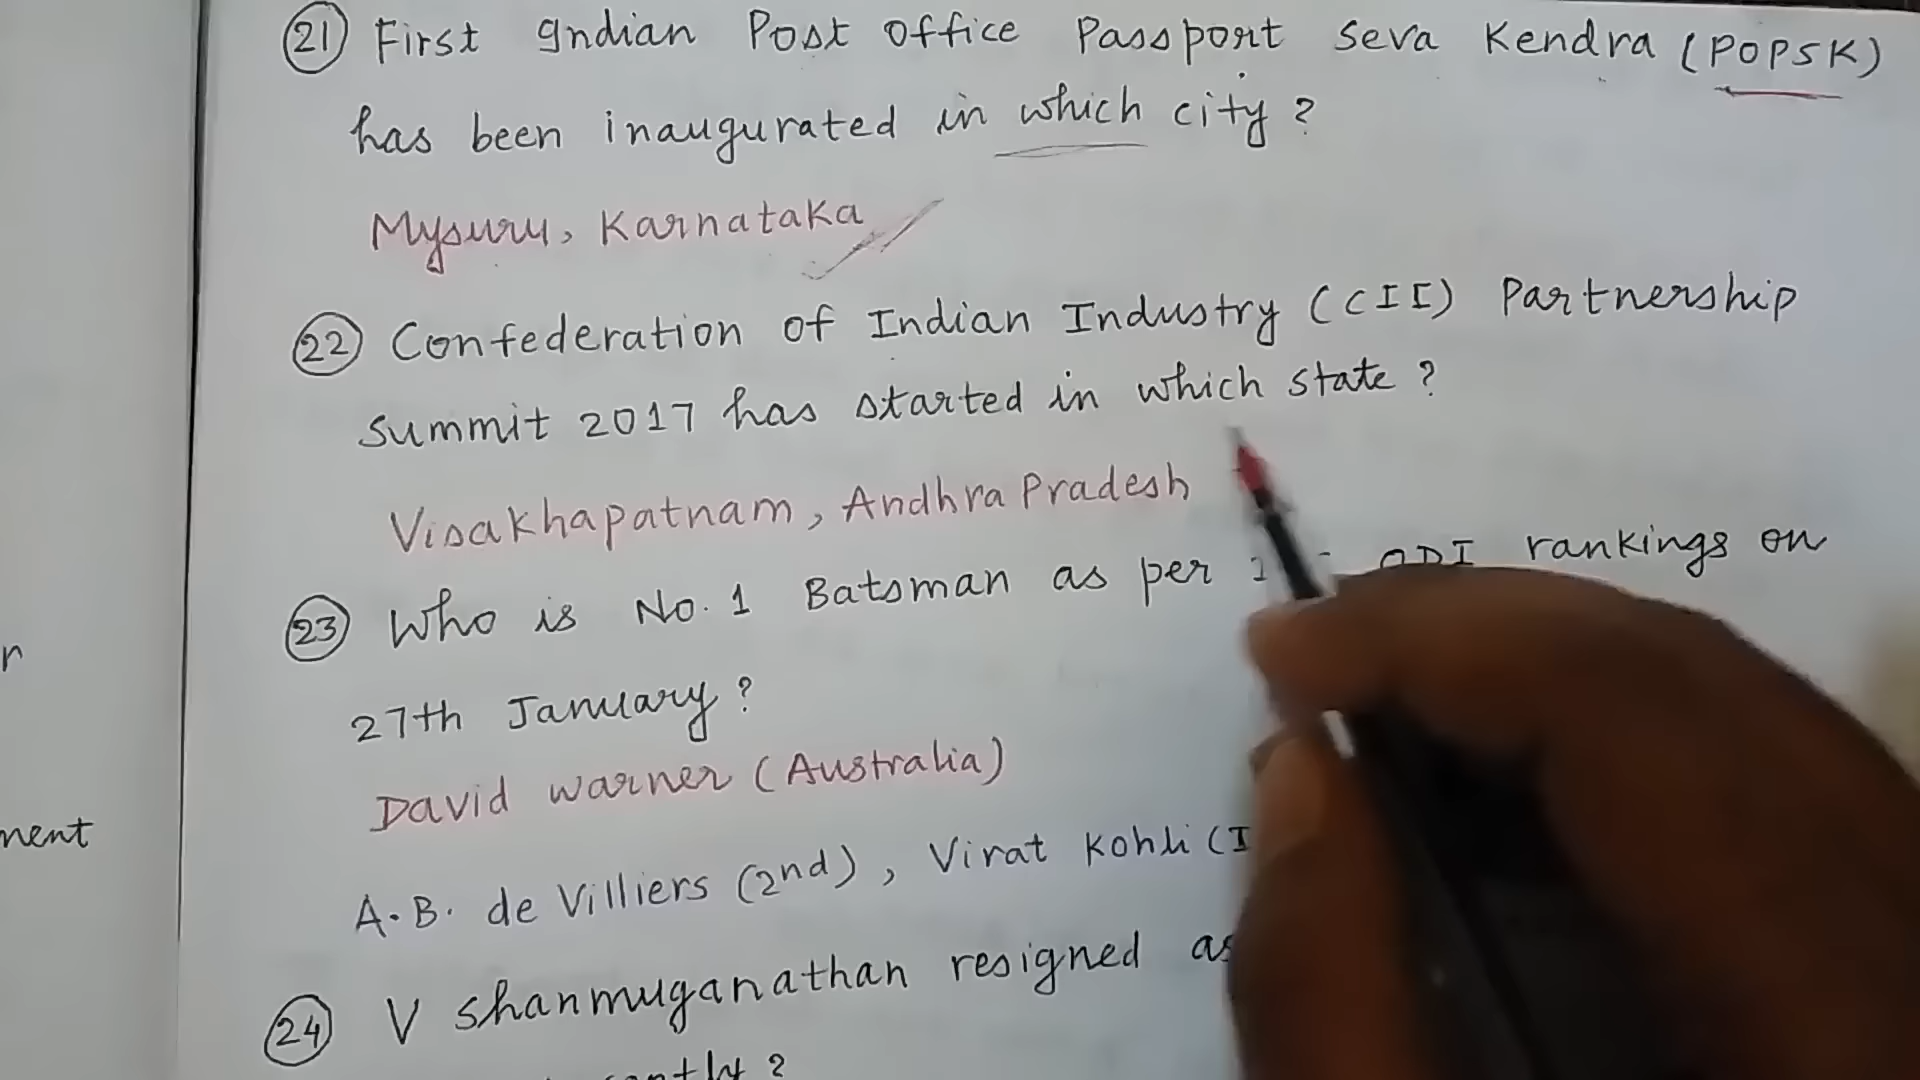 21 First Indian Post Office Passport Seva Kendra (POPSK)
has been inaugurated in which city?
Mysuru, Karnataka
22 Confederation of Indian Industry (CII) Partnership
Summit 2017 has started in which state?
Visakhapatnam, Andhra Pradesh
23 Who is No. 1 Batsman as per ODI rankings on
27th January?
David Warner (Australia)
A. B. de Villiers (2nd), Virat Kohli (I
24 V Shanmuganathan resigned as